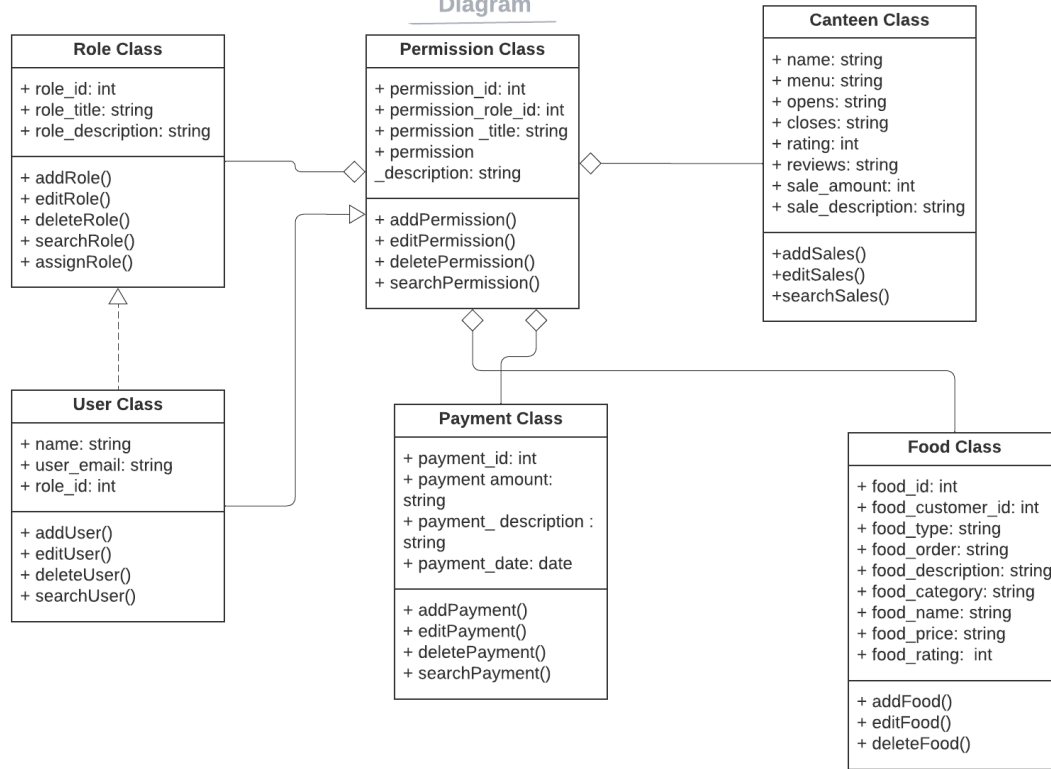 Diagram
Role Class
+ role_id: int
+ role_title: string
+ role_description: string
+ addRole()
+ editRole()
+ deleteRole()
+ searchRole()
+ assignRole()
Permission Class
+ permission_id: int
+ permission_role_id: int
+ permission _title: string
+ permission
_description: string
+ addPermission()
+ editPermission()
+ deletePermission()
+ searchPermission()
Canteen Class
+ name: string
+ menu: string
+ opens: string
+ closes: string
+ rating: int
+ reviews: string
+ sale_amount: int
+ sale_description: string
+addSales()
+editSales()
+searchSales()
User Class
+ name: string
+ user_email: string
+ role_id: int
+ addUser()
+ editUser()
+ deleteUser()
+ searchUser()
Payment Class
+ payment_id: int
+ payment amount:
string
+ payment_ description :
string
+ payment_date: date
+ addPayment()
+ editPayment()
+ deletePayment()
+ searchPayment()
Food Class
+ food_id: int
+ food_customer_id: int
+ food_type: string
+ food_order: string
+ food_description: string
+ food_category: string
+ food_name: string
+ food_price: string
+ food_rating:  int
+ addFood()
+ editFood()
+ deleteFood()